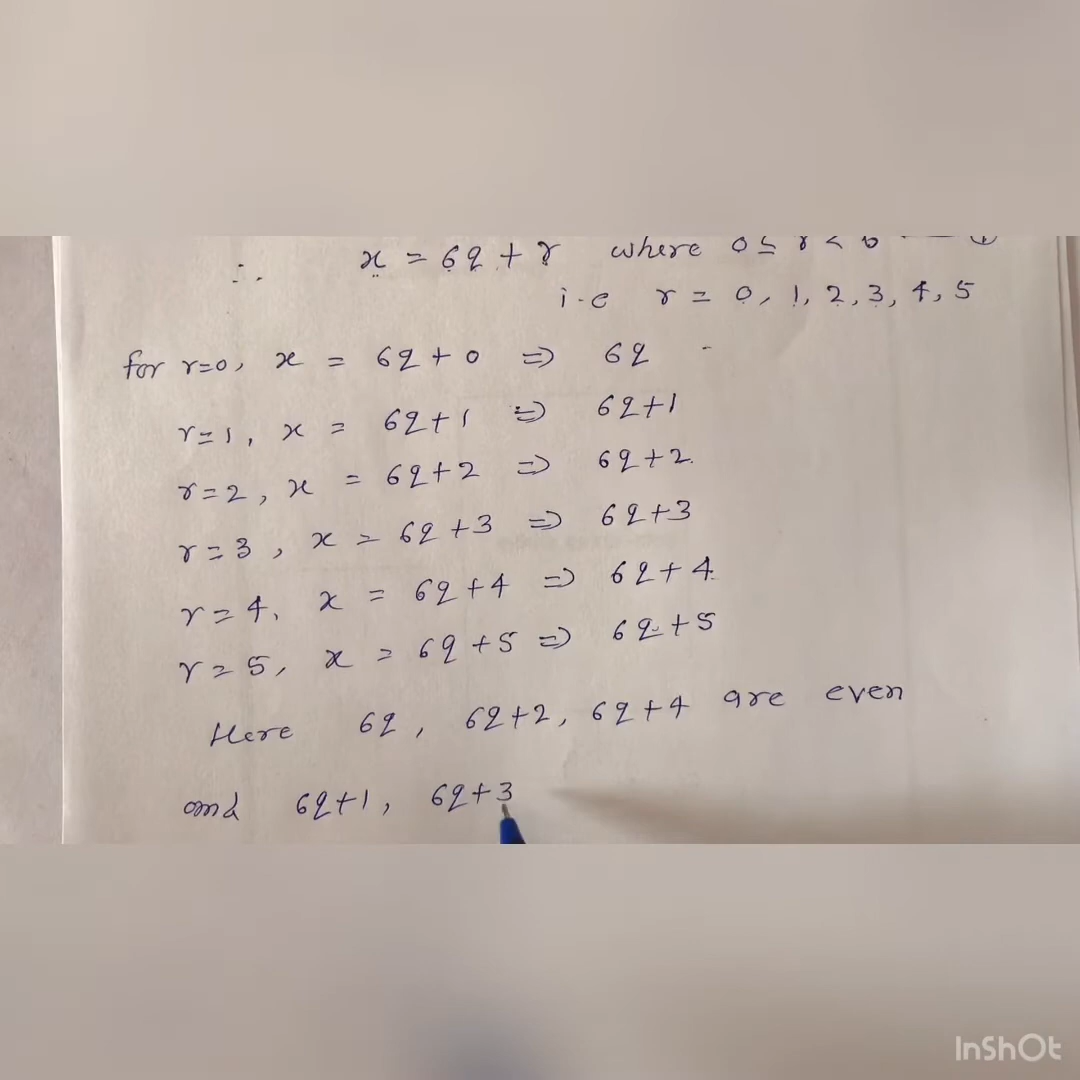 ∴ x = 6q + r where 0 ≤ r < 6 — ①
i.e r = 0, 1, 2, 3, 4, 5
for r=0, x = 6q + 0 ⇒ 6q
r=1, x = 6q+1 ⇒ 6q+1
r=2, x = 6q+2 ⇒ 6q+2.
r=3, x = 6q+3 ⇒ 6q+3
r=4, x = 6q+4 ⇒ 6q+4.
r=5, x = 6q+5 ⇒ 6q+5
Here 6q, 6q+2, 6q+4 are even
and 6q+1, 6q+3
InShOt